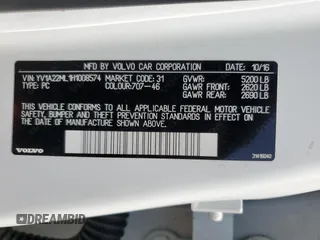 MFD BY VOLVO CAR CORPORATION 10/16
VIN: YV1A22ML1H1008574 MARKET CODE: 31 GVWR: 5200 LB
TYPE: PC COLOUR:707-46 GAWR FRONT: 2620 LB
GAWR REAR: 2690 LB
THIS VEHICLE CONFORMS TO ALL APPLICABLE FEDERAL MOTOR VEHICLE
SAFETY, BUMPER AND THEFT PREVENTION STANDARDS IN EFFECT ON THE
DATE OF MANUFACTURE SHOWN ABOVE.
VOLVO
DRIVEBIDMD